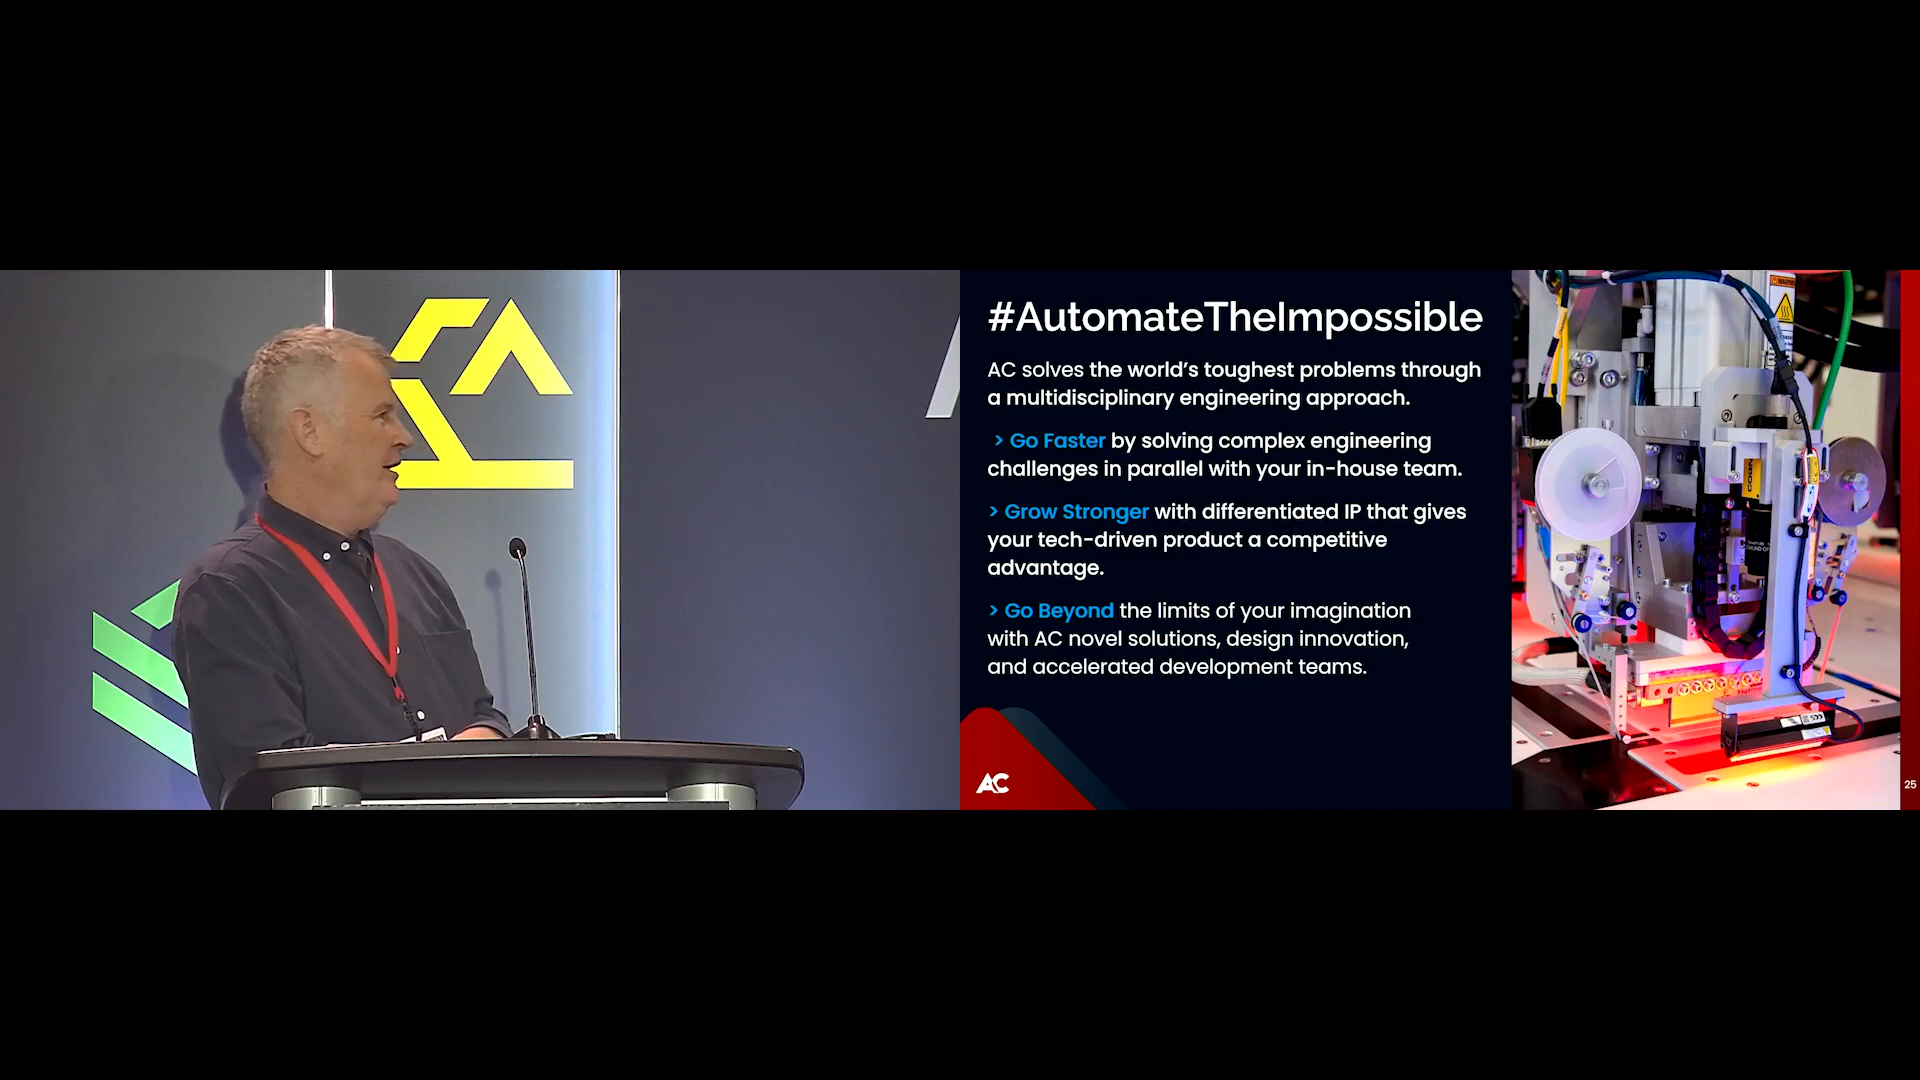 #AutomateTheImpossible
AC solves the world's toughest problems through
a multidisciplinary engineering approach.
> Go Faster by solving complex engineering
challenges in parallel with your in-house team.
> Grow Stronger with differentiated IP that gives
your tech-driven product a competitive
advantage.
> Go Beyond the limits of your imagination
with AC novel solutions, design innovation,
and accelerated development teams.
AC
25